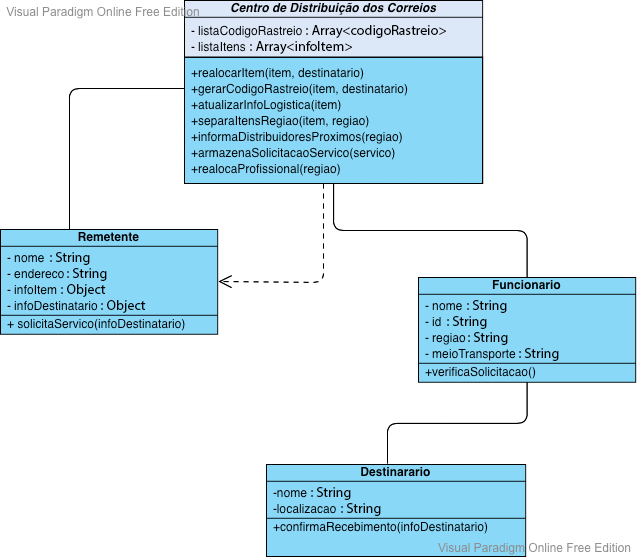 Visual Paradigm Online Free Edition
Centro de Distribuição dos Correios
- listaCodigoRastreio : Array<codigoRastreio>
- listaItens : Array<infoItem>
+realocarItem(item, destinatario)
+gerarCodigoRastreio(item, destinatario)
+atualizarInfoLogistica(item)
+separaItensRegiao(item, regiao)
+informaDistribuidoresProximos(regiao)
+armazenaSolicitacaoServico(servico)
+realocaProfissional(regiao)
Remetente
- nome : String
- endereco : String
- infoItem : Object
- infoDestinatario : Object
+ solicitaServico(infoDestinatario)
Funcionario
- nome : String
- id : String
- regiao : String
- meioTransporte : String
+verificaSolicitacao()
Destinarario
-nome : String
-localizacao : String
+confirmaRecebimento(infoDestinatario)
Visual Paradigm Online Free Edition